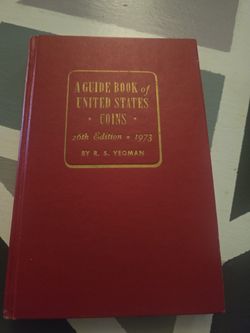 A GUIDE BOOK of
UNITED STATES
• COINS •
26th Edition • 1973
BY R. S. YEOMAN